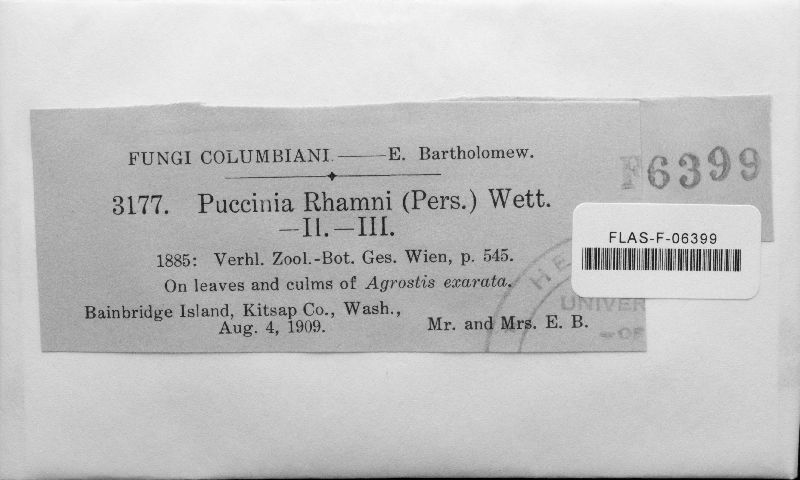 FUNGI COLUMBIANI. —— E. Bartholomew.
F6399
3177. Puccinia Rhamni (Pers.) Wett.
—II.—III.
FLAS-F-06399
1885: Verhl. Zool.-Bot. Ges. Wien, p. 545.
On leaves and culms of Agrostis exarata.
Bainbridge Island, Kitsap Co., Wash.,
Aug. 4, 1909.
Mr. and Mrs. E. B.
UNIVER
—OF